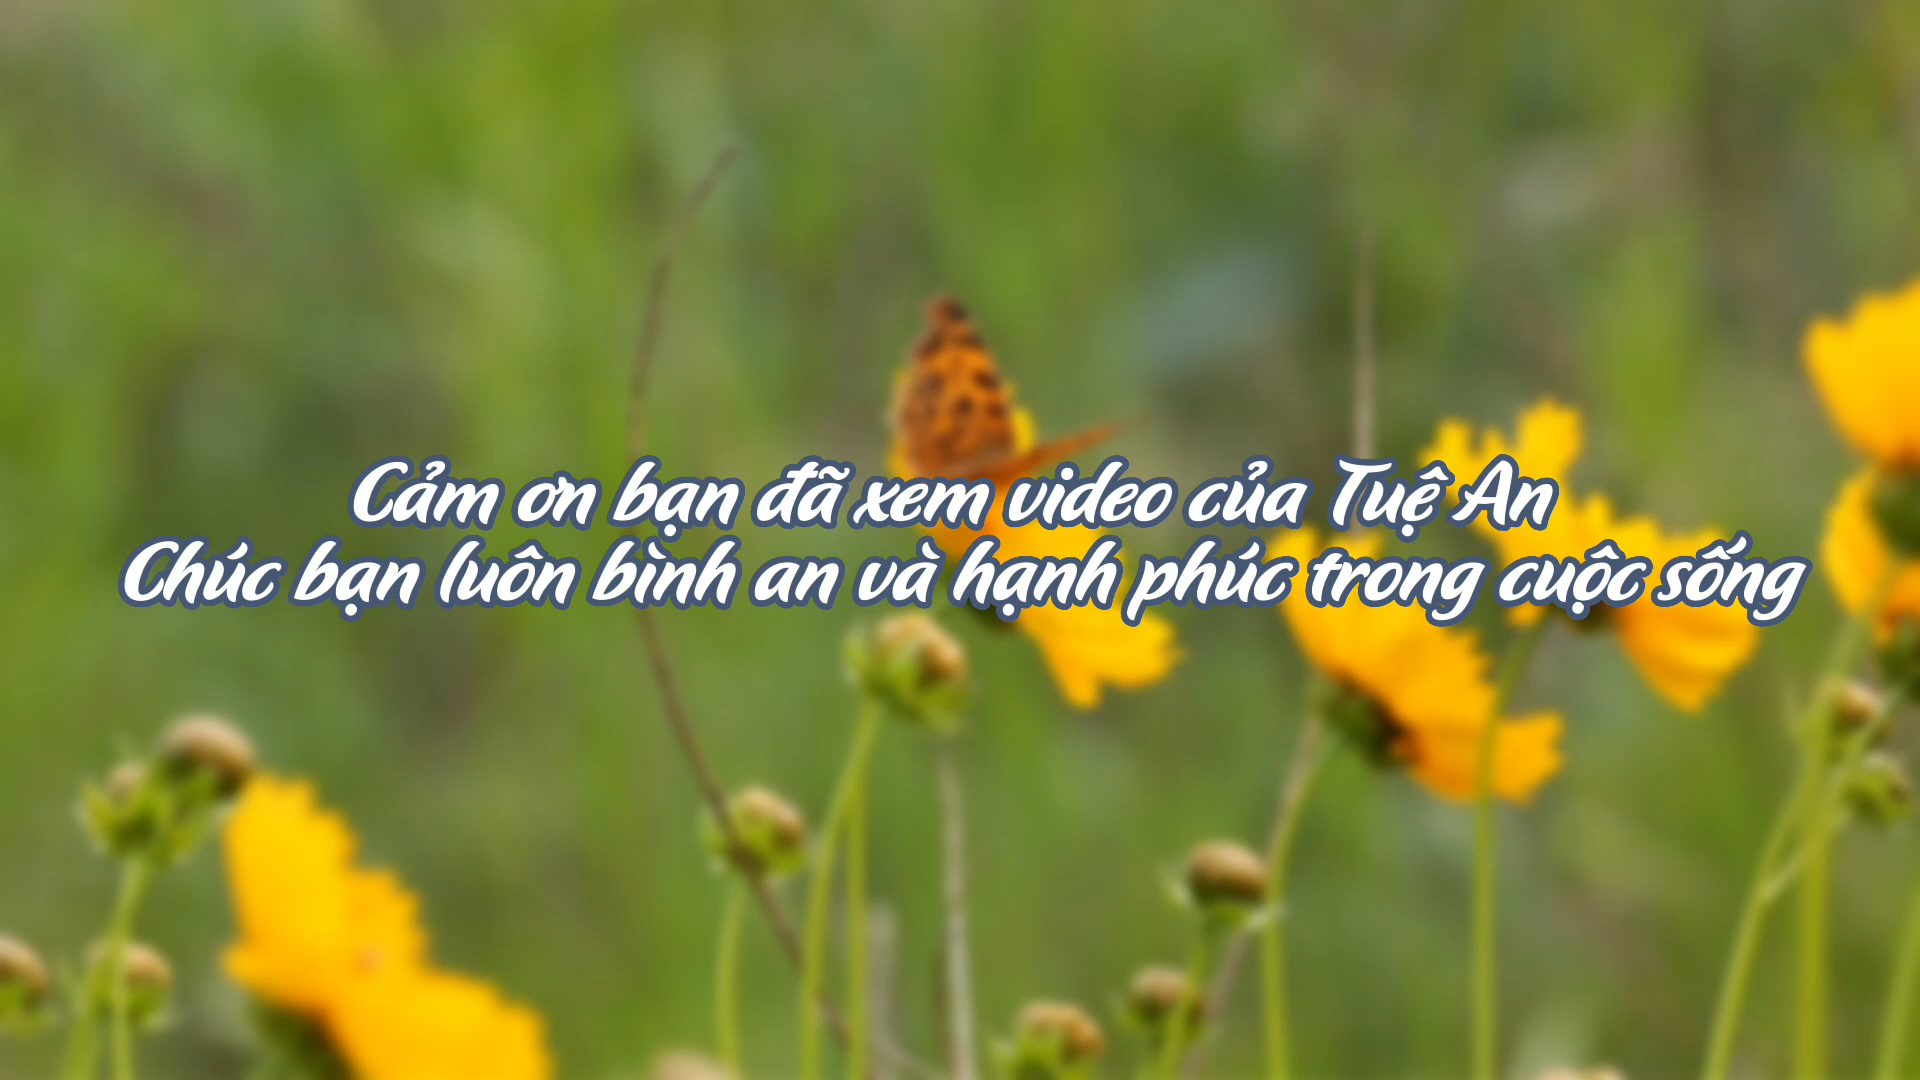 Cảm ơn bạn đã xem video của Tuệ An
Chúc bạn luôn bình an và hạnh phúc trong cuộc sống